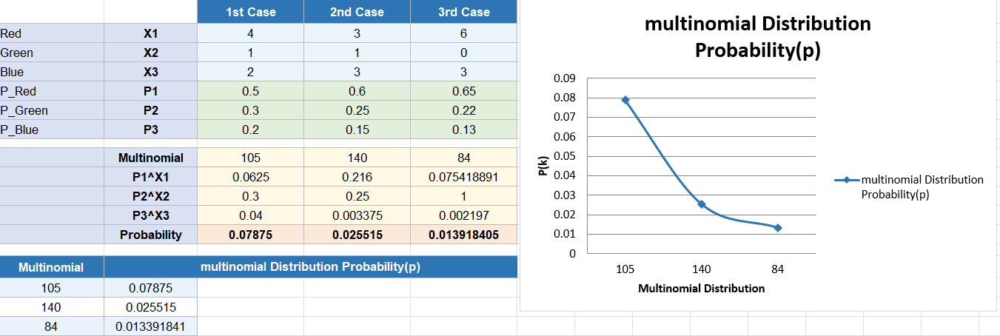 1st Case 2nd Case 3rd Case
Red X1 4 3 6
Green X2 1 1 0
Blue X3 2 3 3
P_Red P1 0.5 0.6 0.65
P_Green P2 0.3 0.25 0.22
P_Blue P3 0.2 0.15 0.13
Multinomial 105 140 84
P1^X1 0.0625 0.216 0.075418891
P2^X2 0.3 0.25 1
P3^X3 0.04 0.003375 0.002197
Probability 0.07875 0.025515 0.013918405
Multinomial multinomial Distribution Probability(p)
105 0.07875
140 0.025515
84 0.013391841
multinomial Distribution
Probability(p)
0.09
0.08
0.07
0.06
0.05
0.04
0.03
0.02
0.01
0
P(k)
105 140 84
Multinomial Distribution
multinomial Distribution
Probability(p)